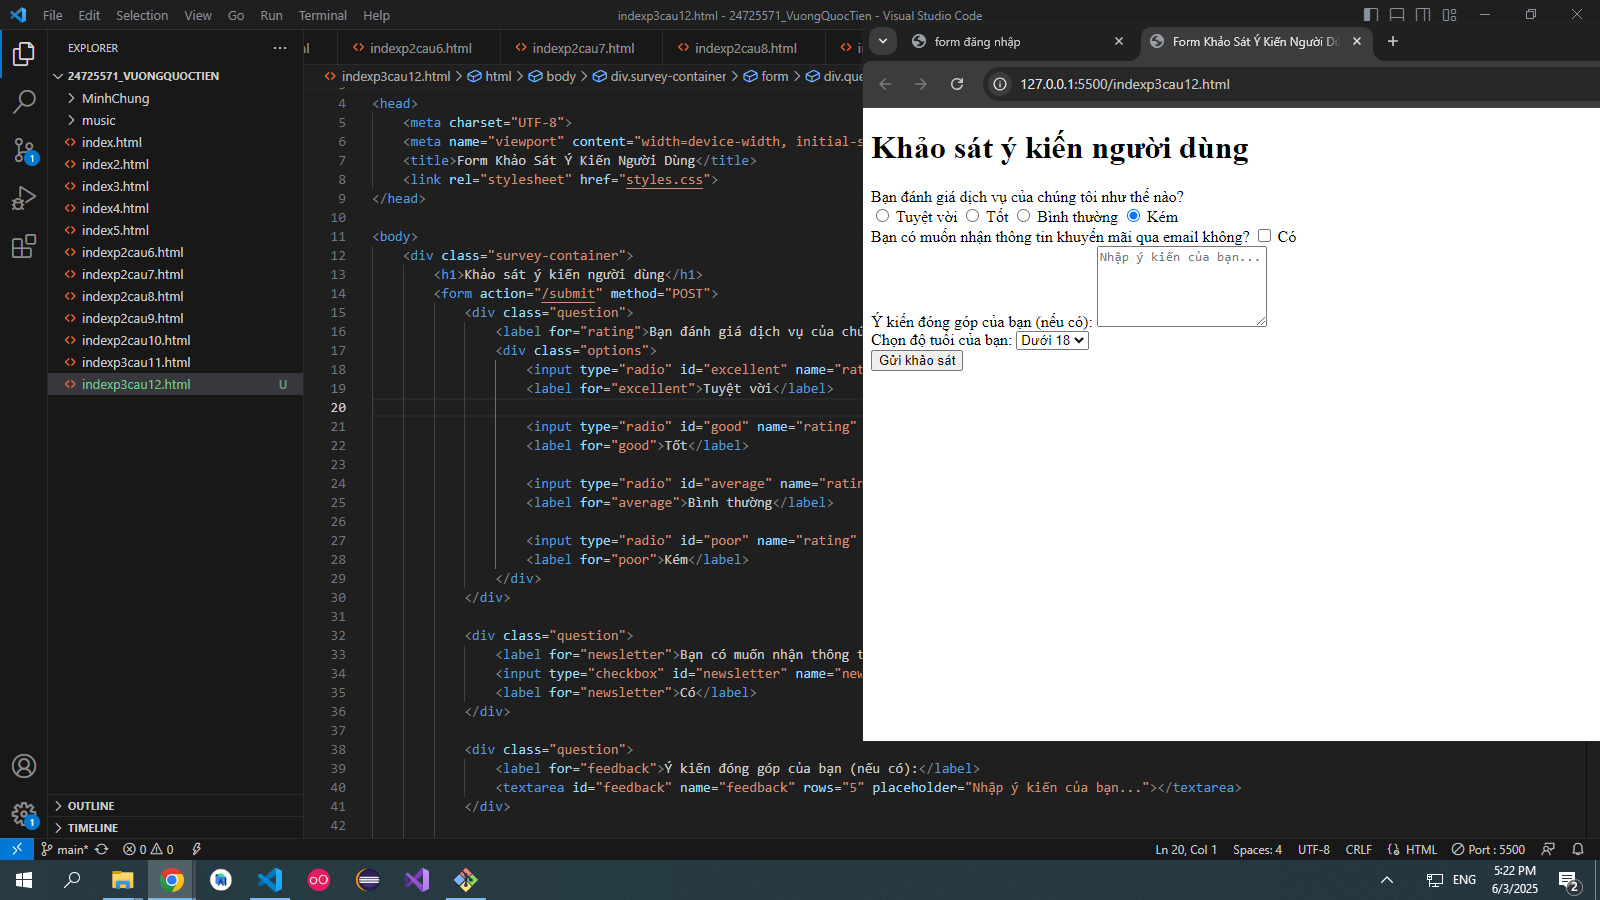 File Edit Selection View Go Run Terminal Help
indexp3cau12.html - 24725571_VuongQuocTien - Visual Studio Code
EXPLORER
24725571_VUONGQUOCTIEN
MinhChung
music
index.html
index2.html
index3.html
index4.html
index5.html
indexp2cau6.html
indexp2cau7.html
indexp2cau8.html
indexp2cau9.html
indexp2cau10.html
indexp3cau11.html
indexp3cau12.html U
OUTLINE
TIMELINE
indexp2cau6.html indexp2cau7.html indexp2cau8.html
indexp3cau12.html > html > body > div.survey-container > form > div.que
4 <head>
5 <meta charset="UTF-8">
6 <meta name="viewport" content="width=device-width, initial-s
7 <title>Form Khảo Sát Ý Kiến Người Dùng</title>
8 <link rel="stylesheet" href="styles.css">
9 </head>
10
11 <body>
12 <div class="survey-container">
13 <h1>Khảo sát ý kiến người dùng</h1>
14 <form action="/submit" method="POST">
15 <div class="question">
16 <label for="rating">Bạn đánh giá dịch vụ của chú
17 <div class="options">
18 <input type="radio" id="excellent" name="rat
19 <label for="excellent">Tuyệt vời</label>
20
21 <input type="radio" id="good" name="rating"
22 <label for="good">Tốt</label>
23
24 <input type="radio" id="average" name="ratin
25 <label for="average">Bình thường</label>
26
27 <input type="radio" id="poor" name="rating"
28 <label for="poor">Kém</label>
29 </div>
30 </div>
31
32 <div class="question">
33 <label for="newsletter">Bạn có muốn nhận thông t
34 <input type="checkbox" id="newsletter" name="new
35 <label for="newsletter">Có</label>
36 </div>
37
38 <div class="question">
39 <label for="feedback">Ý kiến đóng góp của bạn (nếu có):</label>
40 <textarea id="feedback" name="feedback" rows="5" placeholder="Nhập ý kiến của bạn..."></textarea>
41 </div>
42
form đăng nhập
Form Khảo Sát Ý Kiến Người Dù
127.0.0.1:5500/indexp3cau12.html
Khảo sát ý kiến người dùng
Bạn đánh giá dịch vụ của chúng tôi như thế nào?
Tuyệt vời Tốt Bình thường Kém
Bạn có muốn nhận thông tin khuyến mãi qua email không? Có
Nhập ý kiến của bạn...
Ý kiến đóng góp của bạn (nếu có):
Chọn độ tuổi của bạn: Dưới 18
Gửi khảo sát
main* 0 0
Ln 20, Col 1 Spaces: 4 UTF-8 CRLF HTML Port : 5500
ENG
5:22 PM
6/3/2025
2